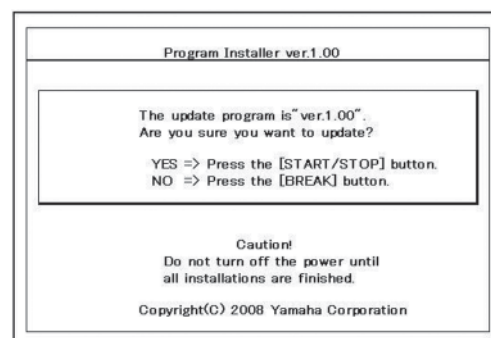 Program Installer ver.1.00
The update program is"ver.1.00".
Are you sure you want to update?
YES => Press the [START/STOP] button.
NO => Press the [BREAK] button.
Caution!
Do not turn off the power until
all installations are finished.
Copyright(C) 2008 Yamaha Corporation